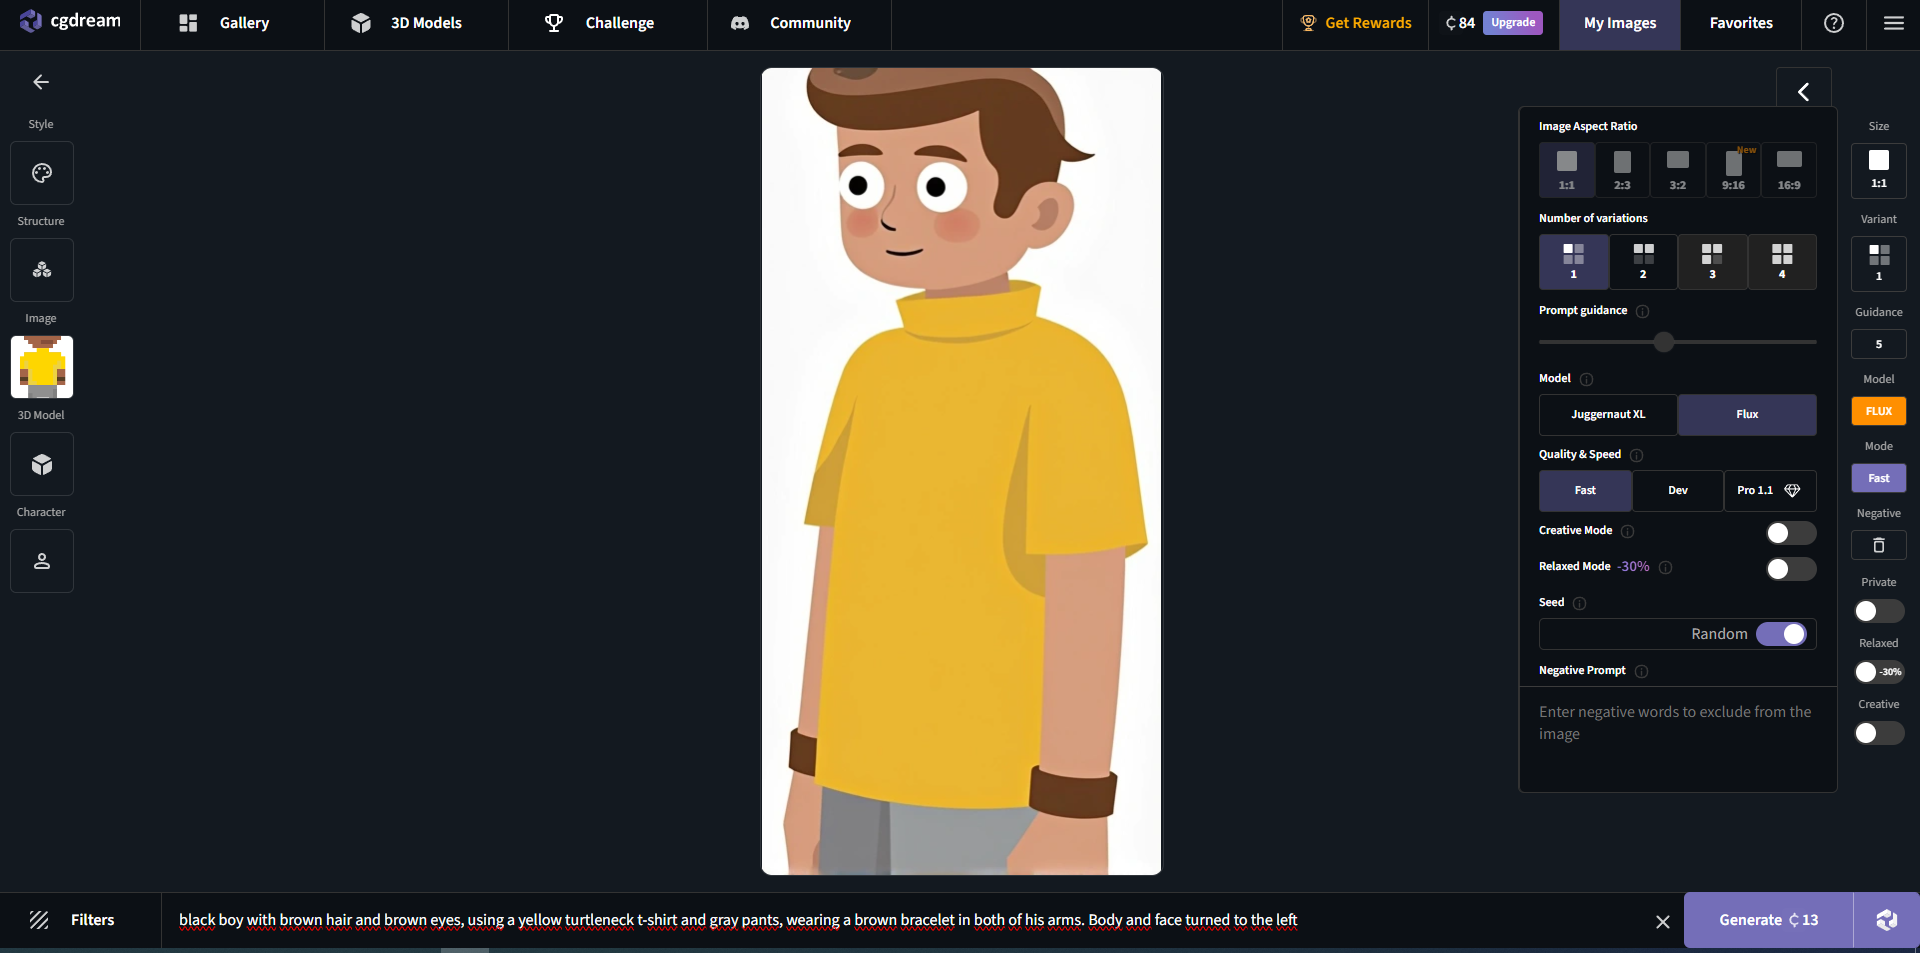 cgdream
Gallery
3D Models
Challenge
Community
Get Rewards
₵ 84
Upgrade
My Images
Favorites
Style
Structure
Image
3D Model
Character
Image Aspect Ratio
New
1:1
2:3
3:2
9:16
16:9
Number of variations
1
2
3
4
Prompt guidance
Model
Juggernaut XL
Flux
Quality & Speed
Fast
Dev
Pro 1.1
Creative Mode
Relaxed Mode -30%
Seed
Random
Negative Prompt
Enter negative words to exclude from the
image
Size
1:1
Variant
1
Guidance
5
Model
FLUX
Mode
Fast
Negative
Private
Relaxed
-30%
Creative
Filters
black boy with brown hair and brown eyes, using a yellow turtleneck t-shirt and gray pants, wearing a brown bracelet in both of his arms. Body and face turned to the left
Generate ₵ 13